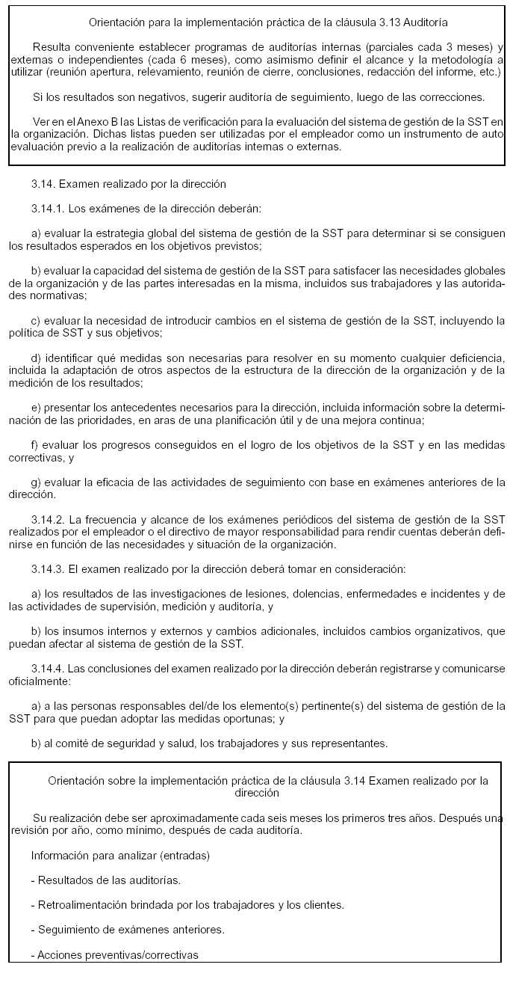 Orientación para la implementación práctica de la cláusula 3.13 Auditoría
Resulta conveniente establecer programas de auditorías internas (parciales cada 3 meses) y
externas o independientes (cada 6 meses), como asimismo definir el alcance y la metodología a
utilizar (reunión apertura, relevamiento, reunión de cierre, conclusiones, redacción del informe, etc.)
Si los resultados son negativos, sugerir auditoría de seguimiento, luego de las correcciones.
Ver en el Anexo B las Listas de verificación para la evaluación del sistema de gestión de la SST en
la organización. Dichas listas pueden ser utilizadas por el empleador como un instrumento de auto
evaluación previo a la realización de auditorías internas o externas.
3.14. Examen realizado por la dirección
3.14.1. Los exámenes de la dirección deberán:
a) evaluar la estrategia global del sistema de gestión de la SST para determinar si se consiguen
los resultados esperados en los objetivos previstos;
b) evaluar la capacidad del sistema de gestión de la SST para satisfacer las necesidades globales
de la organización y de las partes interesadas en la misma, incluidos sus trabajadores y las autorida-
des normativas;
c) evaluar la necesidad de introducir cambios en el sistema de gestión de la SST, incluyendo la
política de SST y sus objetivos;
d) identificar qué medidas son necesarias para resolver en su momento cualquier deficiencia,
incluida la adaptación de otros aspectos de la estructura de la dirección de la organización y de la
medición de los resultados;
e) presentar los antecedentes necesarios para la dirección, incluida información sobre la determi-
nación de las prioridades, en aras de una planificación útil y de una mejora continua;
f) evaluar los progresos conseguidos en el logro de los objetivos de la SST y en las medidas
correctivas, y
g) evaluar la eficacia de las actividades de seguimiento con base en exámenes anteriores de la
dirección.
3.14.2. La frecuencia y alcance de los exámenes periódicos del sistema de gestión de la SST
realizados por el empleador o el directivo de mayor responsabilidad para rendir cuentas deberán defi-
nirse en función de las necesidades y situación de la organización.
3.14.3. El examen realizado por la dirección deberá tomar en consideración:
a) los resultados de las investigaciones de lesiones, dolencias, enfermedades e incidentes y de
las actividades de supervisión, medición y auditoría, y
b) los insumos internos y externos y cambios adicionales, incluidos cambios organizativos, que
puedan afectar al sistema de gestión de la SST.
3.14.4. Las conclusiones del examen realizado por la dirección deberán registrarse y comunicarse
oficialmente:
a) a las personas responsables del/de los elemento(s) pertinente(s) del sistema de gestión de la
SST para que puedan adoptar las medidas oportunas; y
b) al comité de seguridad y salud, los trabajadores y sus representantes.
Orientación sobre la implementación práctica de la cláusula 3.14 Examen realizado por la
dirección
Su realización debe ser aproximadamente cada seis meses los primeros tres años. Después una
revisión por año, como mínimo, después de cada auditoría.
Información para analizar (entradas)
- Resultados de las auditorías.
- Retroalimentación brindada por los trabajadores y los clientes.
- Seguimiento de exámenes anteriores.
- Acciones preventivas/correctivas